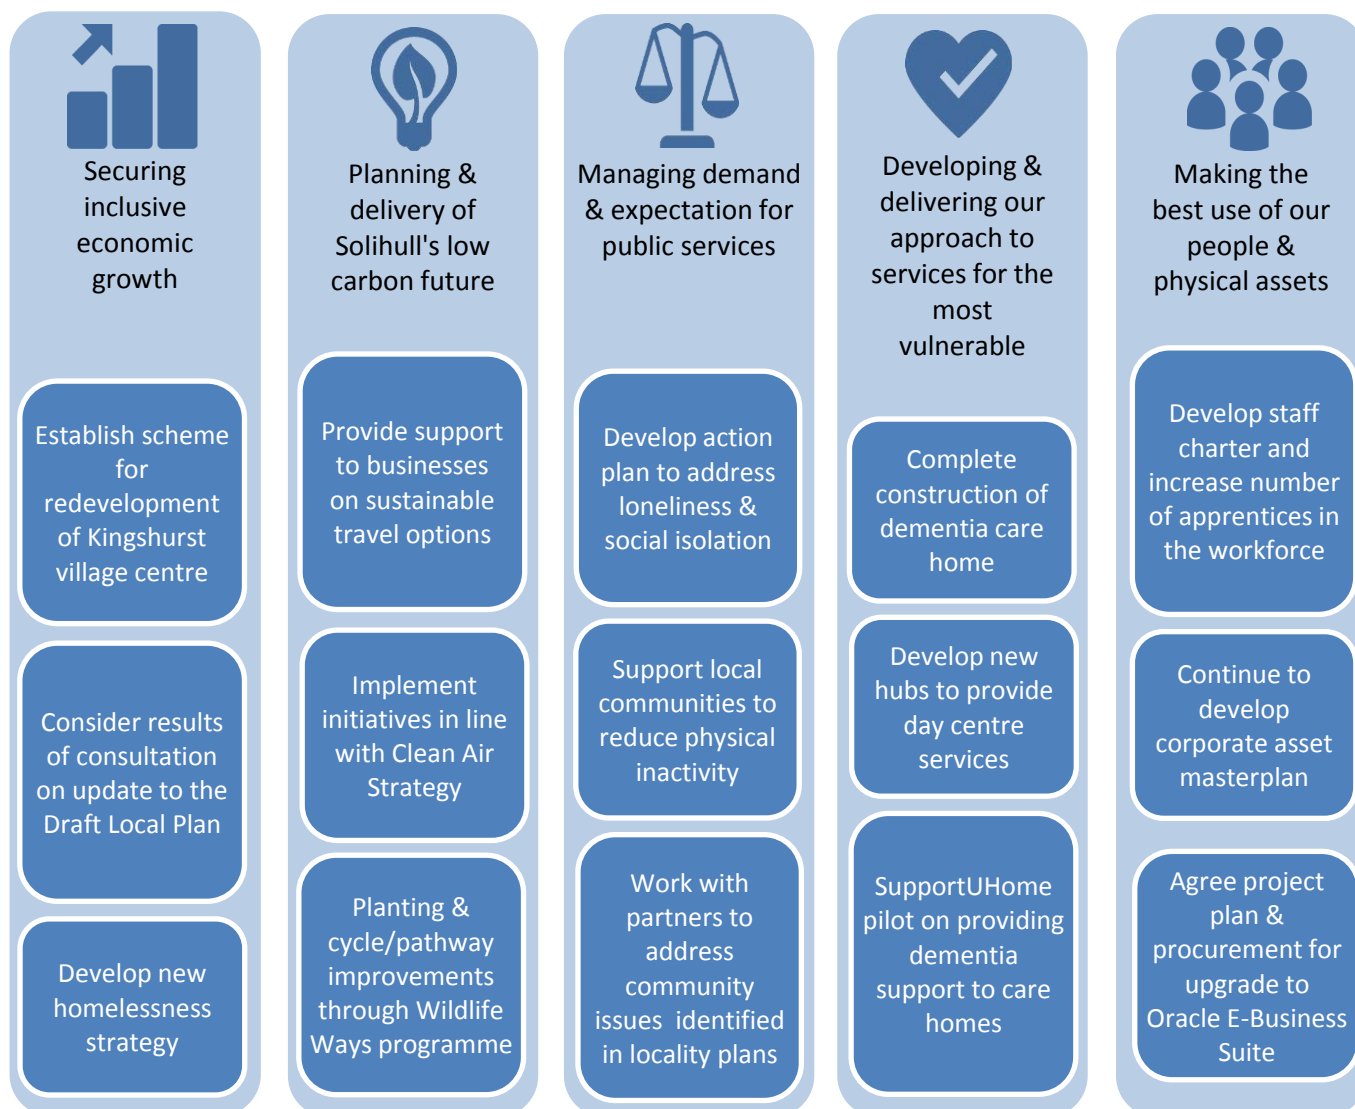 Securing
inclusive
economic
growth
Establish scheme
for
redevelopment
of Kingshurst
village centre
Consider results
of consultation
on update to the
Draft Local Plan
Develop new
homelessness
strategy
Planning &
delivery of
Solihull's low
carbon future
Provide support
to businesses
on sustainable
travel options
Implement
initiatives in line
with Clean Air
Strategy
Planting &
cycle/pathway
improvements
through Wildlife
Ways programme
Managing demand
& expectation for
public services
Develop action
plan to address
loneliness &
social isolation
Support local
communities to
reduce physical
inactivity
Work with
partners to
address
community
issues  identified
in locality plans
Developing &
delivering our
approach to
services for the
most
vulnerable
Complete
construction of
dementia care
home
Develop new
hubs to provide
day centre
services
SupportUHome
pilot on providing
dementia
support to care
homes
Making the
best use of our
people &
physical assets
Develop staff
charter and
increase number
of apprentices in
the workforce
Continue to
develop
corporate asset
masterplan
Agree project
plan &
procurement for
upgrade to
Oracle E-Business
Suite